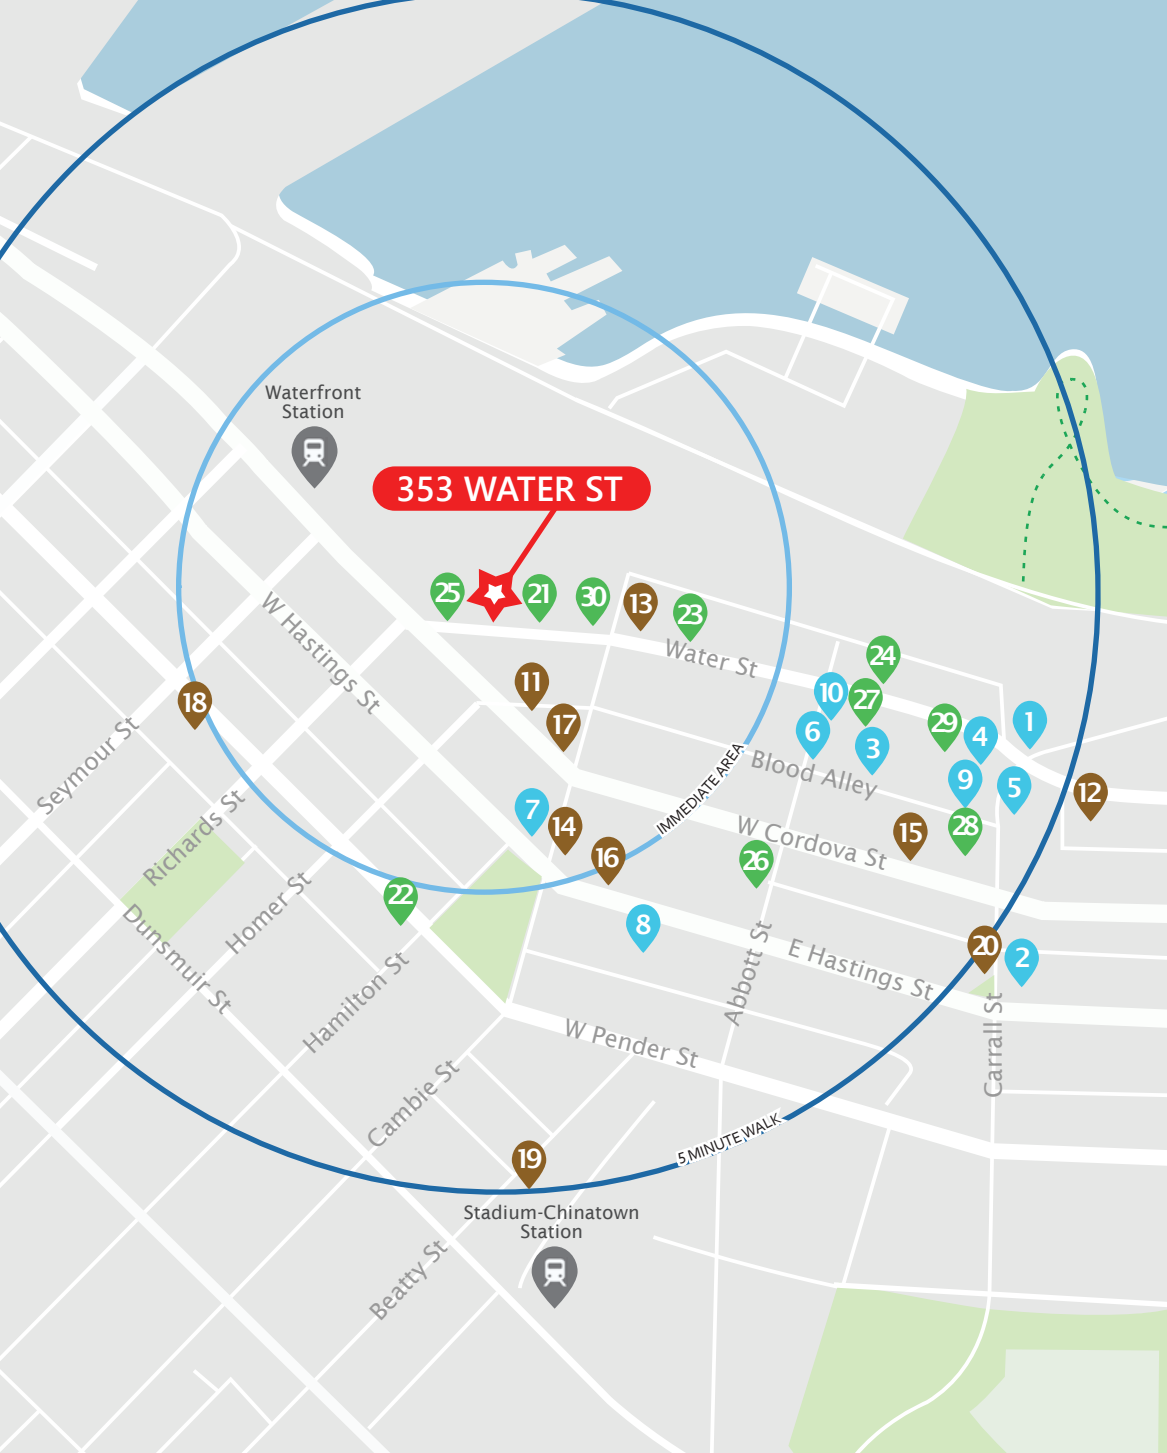 Waterfront
Station
353 WATER ST
25
21
30
13
23
W Hastings St
Water St
24
11
10
27
18
17
6
29
4
1
3
Seymour St
IMMEDIATE AREA
Blood Alley
9
5
12
7
14
Richards St
15
28
16
W Cordova St
26
22
Homer St
8
Dunsmuir St
Abbott St
E Hastings St
20
2
Hamilton St
W Pender St
Carrall St
Cambie St
5 MINUTE WALK
19
Stadium-Chinatown
Station
Beatty St